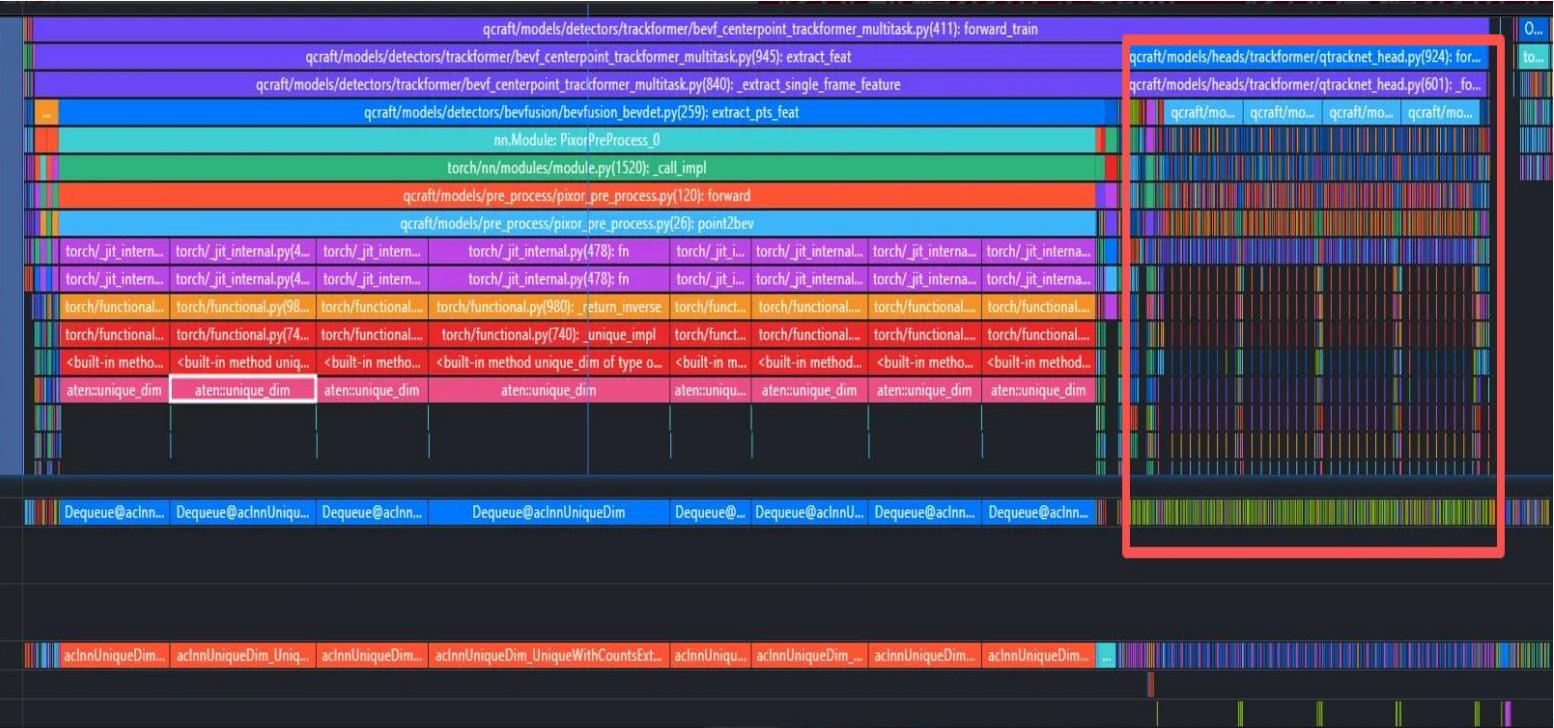 qcraft/models/detectors/trackformer/bevf_centerpoint_trackformer_multitask.py(411): forward_train O...
qcraft/models/detectors/trackformer/bevf_centerpoint_trackformer_multitask.py(945): extract_feat qcraft/models/heads/trackformer/qtracknet_head.py(924): for... to...
qcraft/models/detectors/trackformer/bevf_centerpoint_trackformer_multitask.py(840): _extract_single_frame_feature qcraft/models/heads/trackformer/qtracknet_head.py(601): _fo...
... qcraft/models/detectors/bevfusion/bevfusion_bevdet.py(259): extract_pts_feat qcraft/mo... qcraft/mo... qcraft/mo... qcraft/mo...
nn.Module: PixorPreProcess_0
torch/nn/modules/module.py(1520): _call_impl
qcraft/models/pre_process/pixor_pre_process.py(120): forward
qcraft/models/pre_process/pixor_pre_process.py(26): point2bev
torch/_jit_intern... torch/_jit_internal.py(4... torch/_jit_intern... torch/_jit_internal.py(478): fn torch/_jit_i... torch/_jit_internal... torch/_jit_interna... torch/_jit_interna...
torch/_jit_intern... torch/_jit_internal.py(4... torch/_jit_intern... torch/_jit_internal.py(478): fn torch/_jit_i... torch/_jit_internal... torch/_jit_interna... torch/_jit_interna...
torch/functional.... torch/functional.py(98... torch/functional.... torch/functional.py(980): _return_inverse torch/funct... torch/functional.... torch/functional.... torch/functional....
torch/functional.... torch/functional.py(74... torch/functional.... torch/functional.py(740): _unique_impl torch/funct... torch/functional.... torch/functional.... torch/functional....
<built-in metho... <built-in method uniq... <built-in metho... <built-in method unique_dim of type o... <built-in m... <built-in method... <built-in method... <built-in method...
aten::unique_dim aten::unique_dim aten::unique_dim aten::unique_dim aten::uniqu... aten::unique_dim aten::unique_dim aten::unique_dim
Dequeue@aclnn... Dequeue@aclnnUniqu... Dequeue@aclnn... Dequeue@aclnnUniqueDim Dequeue@... Dequeue@aclnnU... Dequeue@aclnn... Dequeue@aclnn...
aclnnUniqueDim... aclnnUniqueDim_Uniq... aclnnUniqueDim... aclnnUniqueDim_UniqueWithCountsExt... aclnnUniqu... aclnnUniqueDim_... aclnnUniqueDim... aclnnUniqueDim... ...